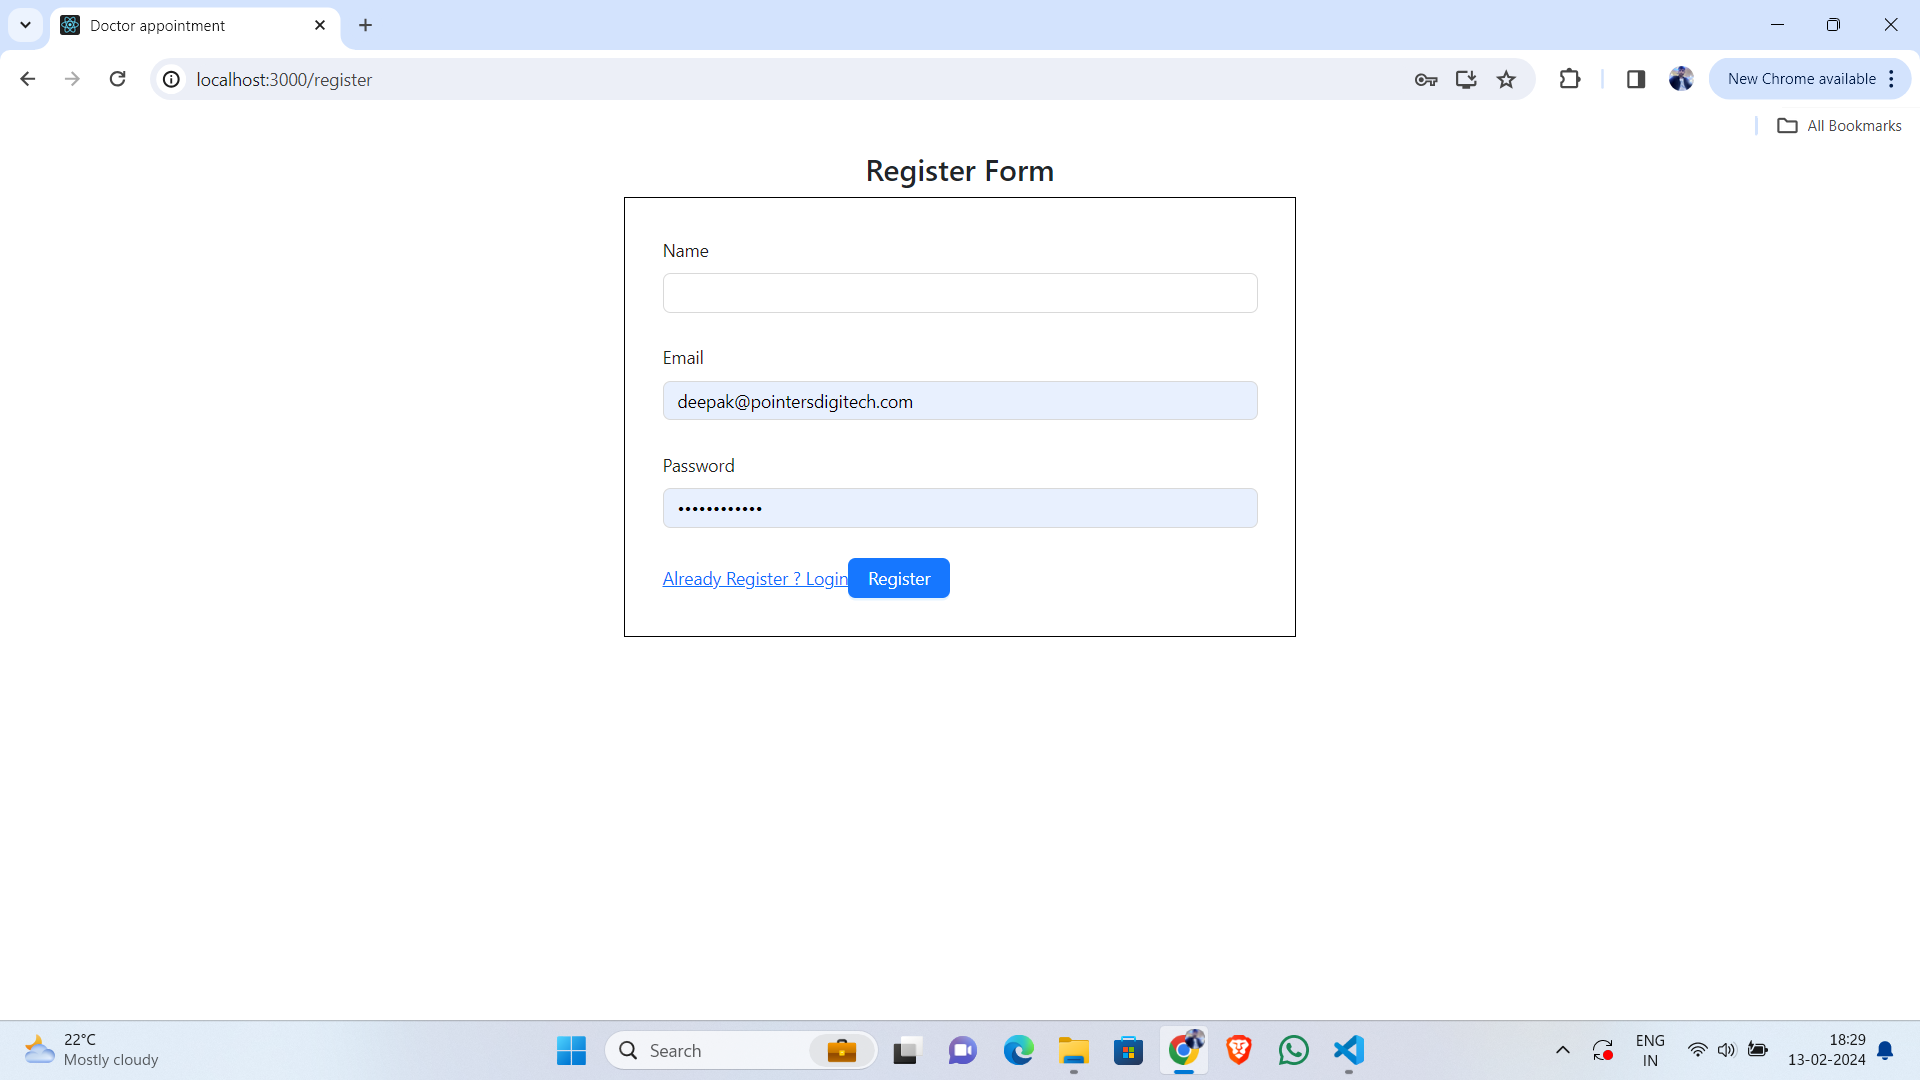 Doctor appointment
localhost:3000/register
New Chrome available
All Bookmarks
Register Form
Name
Email
deepak@pointersdigitech.com
Password
••••••••••••
Already Register ? Login
Register
22°C
Mostly cloudy
Search
ENG
IN
18:29
13-02-2024